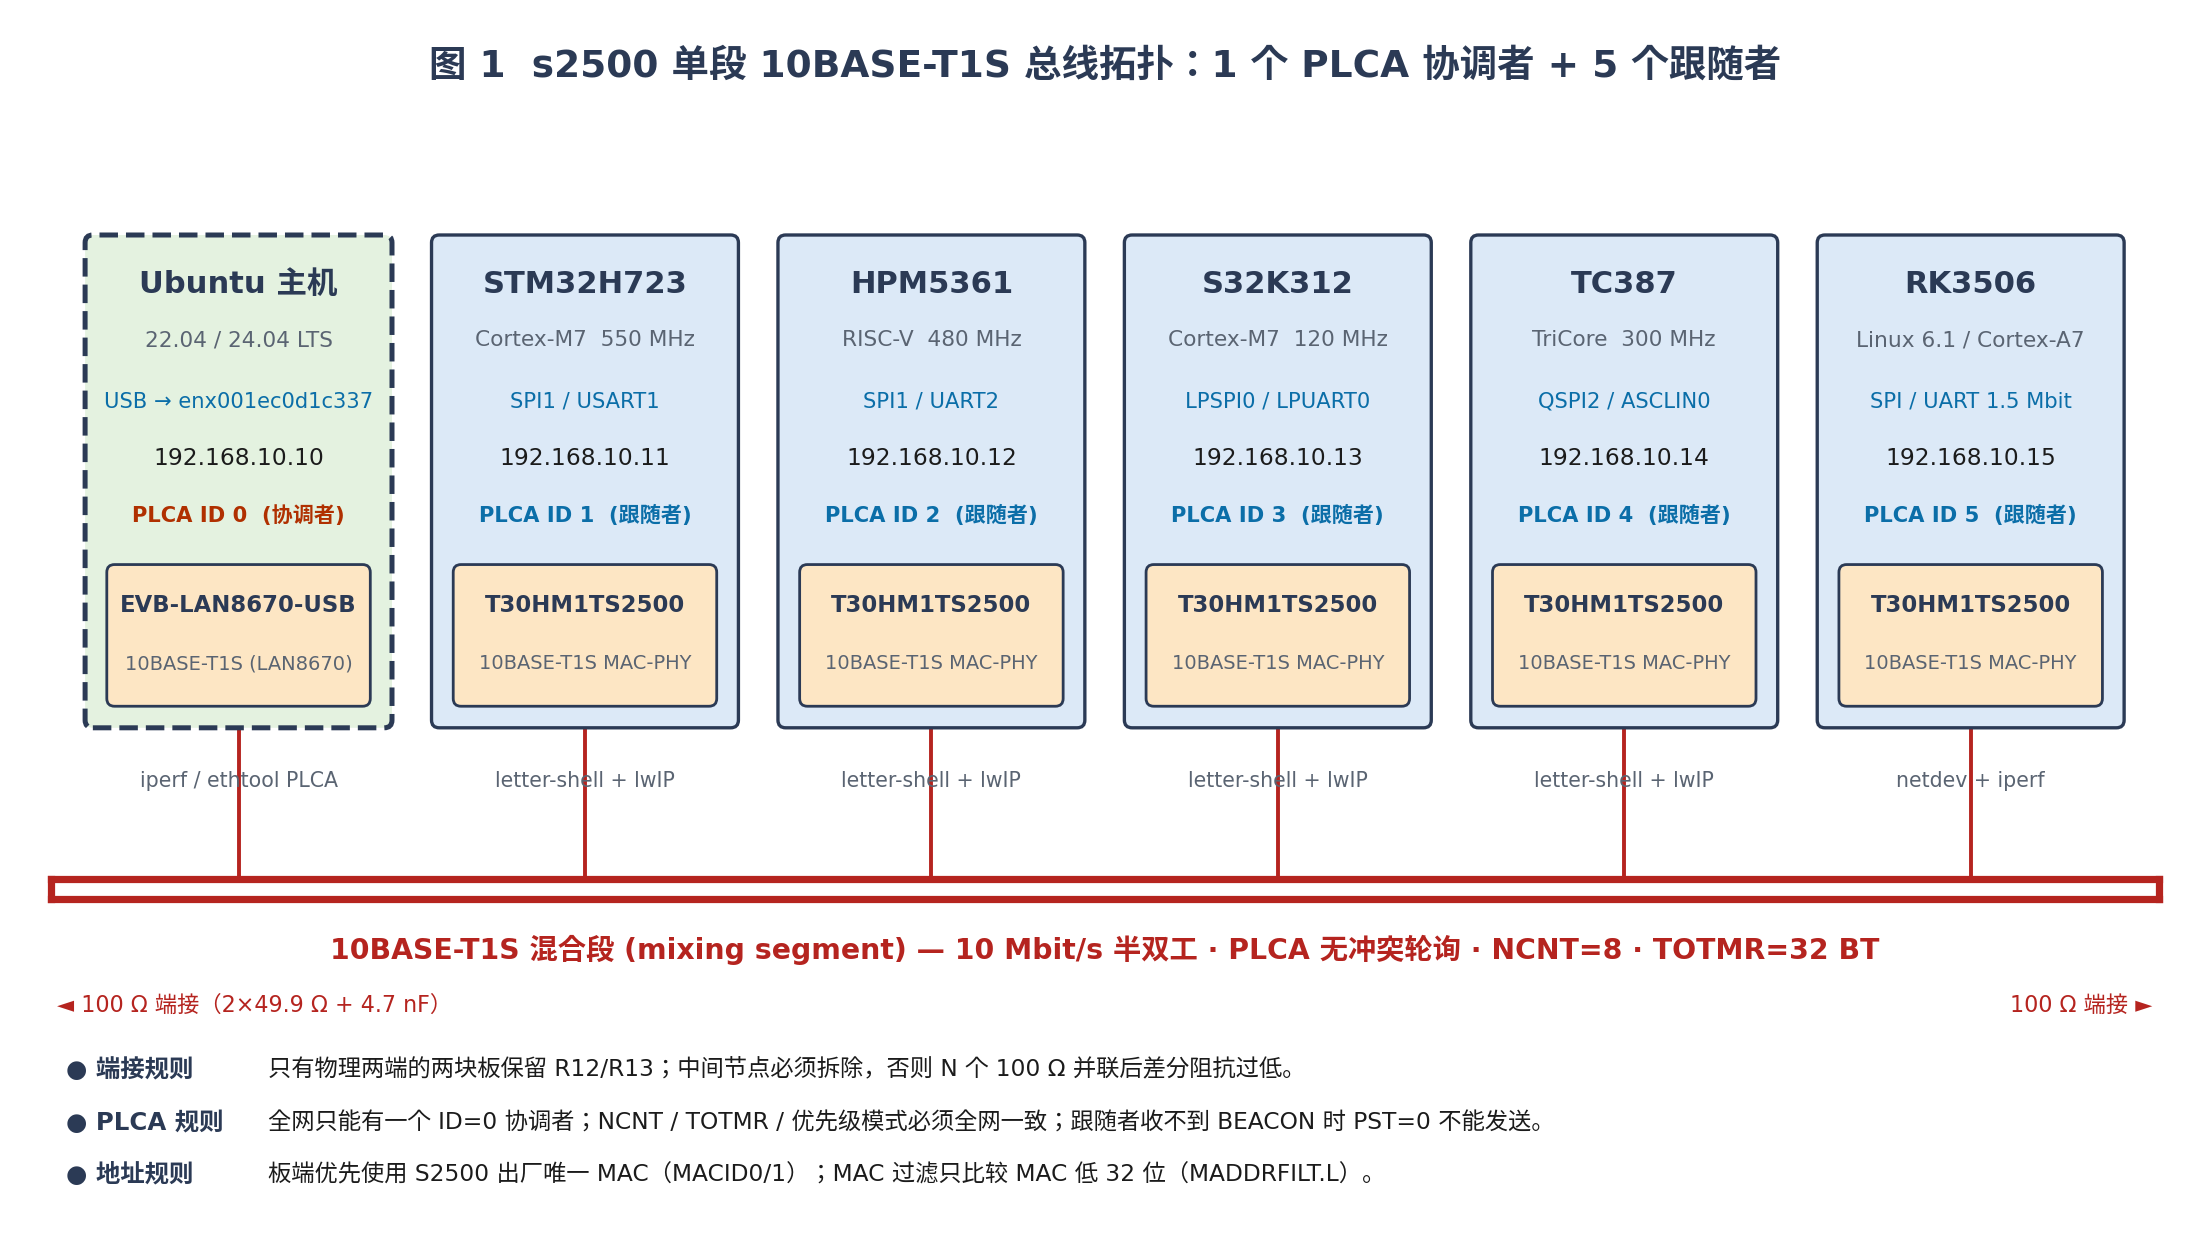 图 1  s2500 单段 10BASE-T1S 总线拓扑：1 个 PLCA 协调者 + 5 个跟随者
Ubuntu 主机
22.04 / 24.04 LTS
USB → enx001ec0d1c337
192.168.10.10
PLCA ID 0  (协调者)
EVB-LAN8670-USB
10BASE-T1S (LAN8670)
iperf / ethtool PLCA
STM32H723
Cortex-M7  550 MHz
SPI1 / USART1
192.168.10.11
PLCA ID 1  (跟随者)
T30HM1TS2500
10BASE-T1S MAC-PHY
letter-shell + lwIP
HPM5361
RISC-V  480 MHz
SPI1 / UART2
192.168.10.12
PLCA ID 2  (跟随者)
T30HM1TS2500
10BASE-T1S MAC-PHY
letter-shell + lwIP
S32K312
Cortex-M7  120 MHz
LPSPI0 / LPUART0
192.168.10.13
PLCA ID 3  (跟随者)
T30HM1TS2500
10BASE-T1S MAC-PHY
letter-shell + lwIP
TC387
TriCore  300 MHz
QSPI2 / ASCLIN0
192.168.10.14
PLCA ID 4  (跟随者)
T30HM1TS2500
10BASE-T1S MAC-PHY
letter-shell + lwIP
RK3506
Linux 6.1 / Cortex-A7
SPI / UART 1.5 Mbit
192.168.10.15
PLCA ID 5  (跟随者)
T30HM1TS2500
10BASE-T1S MAC-PHY
netdev + iperf
10BASE-T1S 混合段 (mixing segment) — 10 Mbit/s 半双工 · PLCA 无冲突轮询 · NCNT=8 · TOTMR=32 BT
◄ 100 Ω 端接（2×49.9 Ω + 4.7 nF）
100 Ω 端接 ►
● 端接规则 只有物理两端的两块板保留 R12/R13；中间节点必须拆除，否则 N 个 100 Ω 并联后差分阻抗过低。
● PLCA 规则 全网只能有一个 ID=0 协调者；NCNT / TOTMR / 优先级模式必须全网一致；跟随者收不到 BEACON 时 PST=0 不能发送。
● 地址规则 板端优先使用 S2500 出厂唯一 MAC（MACID0/1）；MAC 过滤只比较 MAC 低 32 位（MADDRFILT.L）。